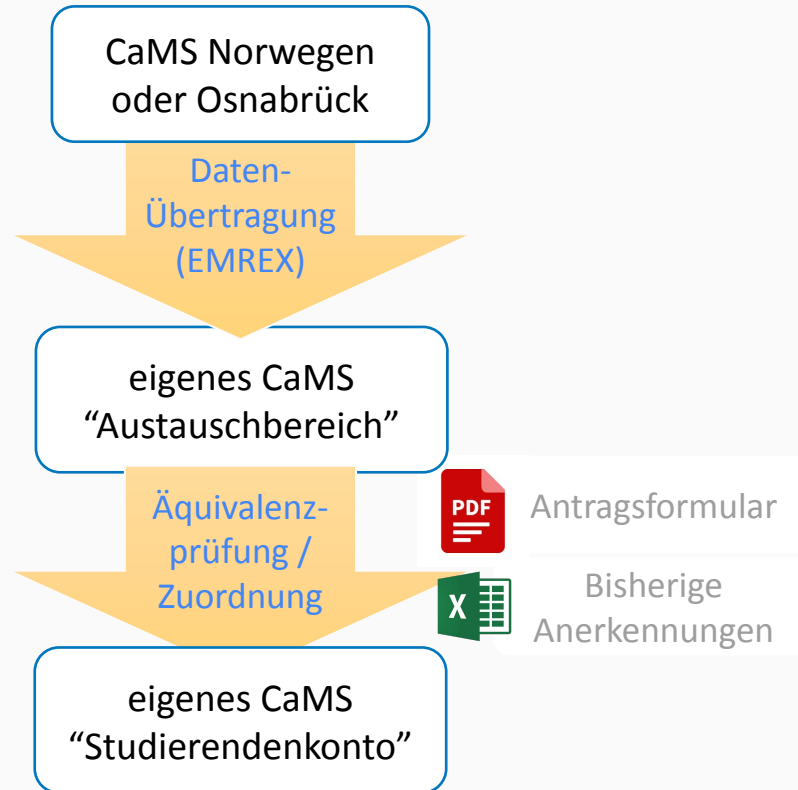 CaMS Norwegen
oder Osnabrück
Daten-
Übertragung
(EMREX)
eigenes CaMS
“Austauschbereich”
Äquivalenz-
prüfung /
Zuordnung
PDF
Antragsformular
X
Bisherige
Anerkennungen
eigenes CaMS
“Studierendenkonto”